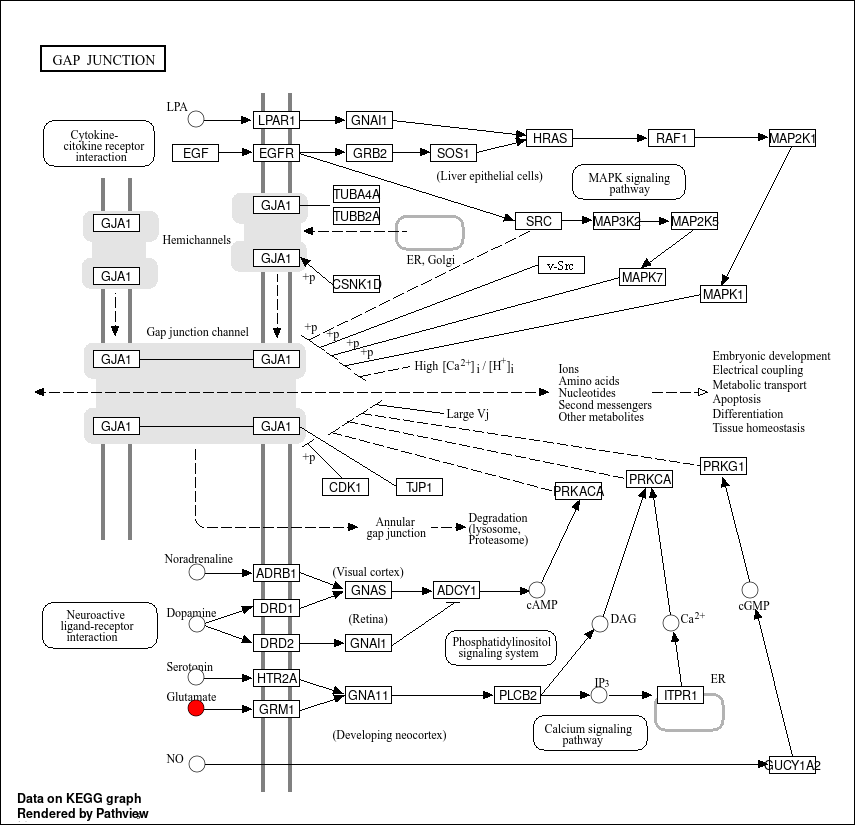 GAP JUNCTION
LPA
LPAR1
GNAI1
HRAS
RAF1
MAP2K1
Cytokine-
citokine receptor
interaction
EGF
EGFR
GRB2
SOS1
(Liver epithelial cells)
MAPK signaling
pathway
TUBA4A
GJA1
TUBB2A
GJA1
SRC
MAP3K2
MAP2K5
Hemichannels
ER, Golgi
GJA1
GJA1
+p
CSNK1D
v-Src
MAPK7
MAPK1
Gap junction channel
+p
+p
+p
+p
GJA1
GJA1
High [Ca2+]i / [H+]i
Ions
Amino acids
Nucleotides
Second messengers
Other metabolites
Embryonic development
Electrical coupling
Metabolic transport
Apoptosis
Differentiation
Tissue homeostasis
Large Vj
GJA1
GJA1
+p
CDK1
TJP1
PRKACA
PRKCA
PRKG1
Annular
gap junction
Degradation
(lysosome,
Proteasome)
Noradrenaline
ADRB1
(Visual cortex)
GNAS
ADCY1
cAMP
cGMP
Neuroactive
ligand-receptor
interaction
Dopamine
DRD1
(Retina)
DRD2
GNAI1
DAG
Ca2+
Phosphatidylinositol
signaling system
Serotonin
HTR2A
Glutamate
GRM1
GNA11
PLCB2
IP3
ITPR1
ER
(Developing neocortex)
Calcium signaling
pathway
NO
GUCY1A2
Data on KEGG graph
Rendered by Pathview